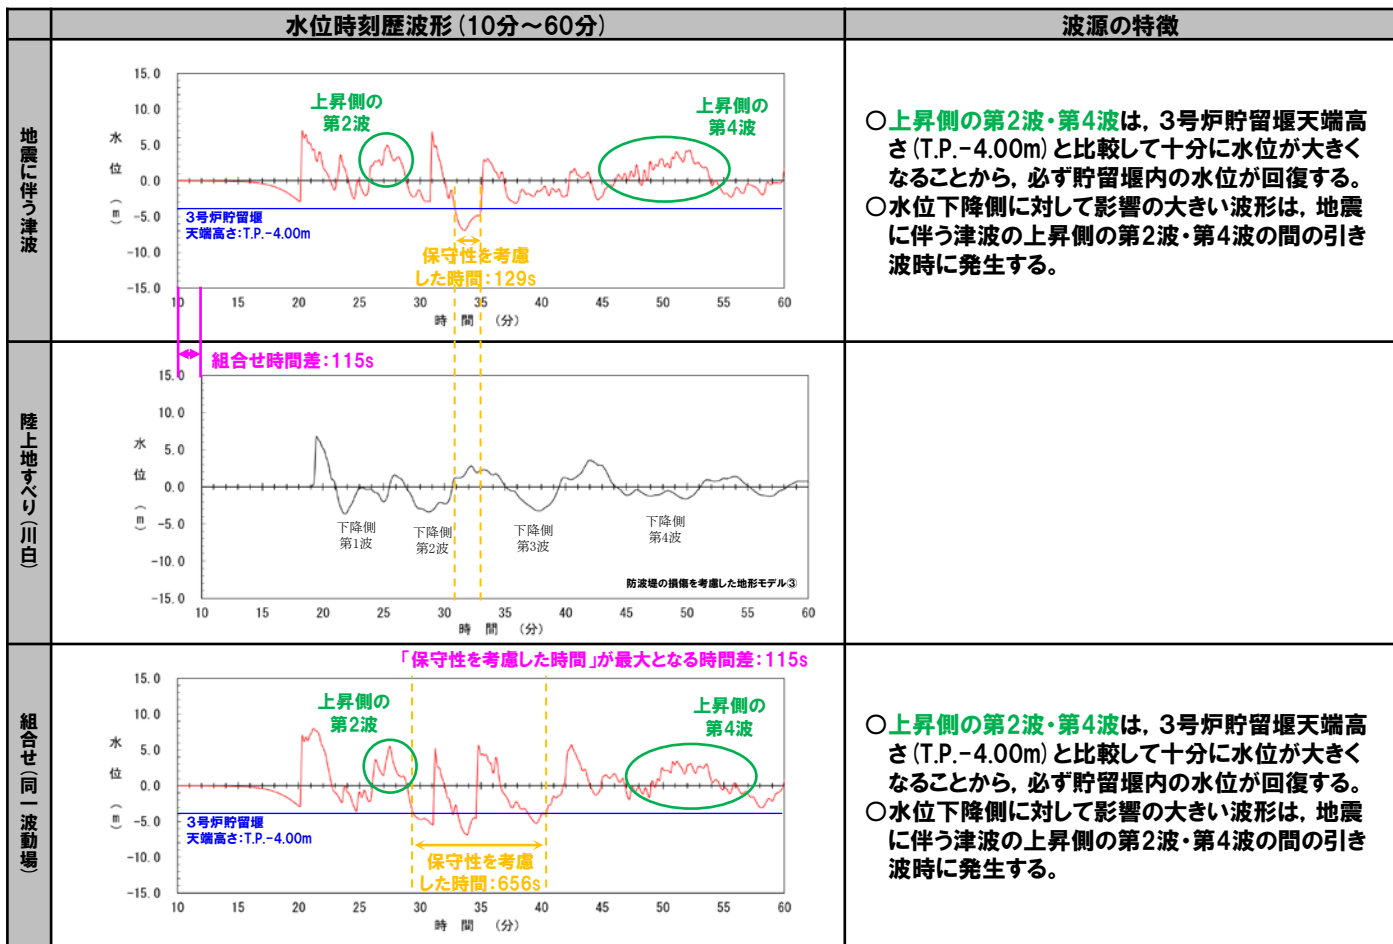 水位時刻歴波形(10分～60分)
波源の特徴
地震に伴う津波
15.0
10.0
5.0
0.0
-5.0
-10.0
-15.0
水位(m)
上昇側の
第2波
上昇側の
第4波
3号炉貯留堰
天端高さ:T.P.-4.00m
保守性を考慮
した時間:129s
10 15 20 25 30 35 40 45 50 55 60
時 間 (分)
○上昇側の第2波・第4波は，3号炉貯留堰天端高
さ(T.P.-4.00m)と比較して十分に水位が大きく
なることから，必ず貯留堰内の水位が回復する。
○水位下降側に対して影響の大きい波形は，地震
に伴う津波の上昇側の第2波・第4波の間の引き
波時に発生する。
組合せ時間差:115s
陸上地すべり(川白)
15.0
10.0
5.0
0.0
-5.0
-10.0
-15.0
水位(m)
下降側
第1波
下降側
第2波
下降側
第3波
下降側
第4波
防波堤の損傷を考慮した地形モデル③
10 20 25 30 35 40 45 50 55 60
時 間 (分)
「保守性を考慮した時間」が最大となる時間差:115s
組合せ(同一波動場)
15.0
10.0
5.0
0.0
-5.0
-10.0
-15.0
水位(m)
上昇側の
第2波
上昇側の
第4波
3号炉貯留堰
天端高さ:T.P.-4.00m
保守性を考慮
した時間:656s
10 15 20 25 30 35 40 45 50 55 60
時 間 (分)
○上昇側の第2波・第4波は，3号炉貯留堰天端高
さ(T.P.-4.00m)と比較して十分に水位が大きく
なることから，必ず貯留堰内の水位が回復する。
○水位下降側に対して影響の大きい波形は，地震
に伴う津波の上昇側の第2波・第4波の間の引き
波時に発生する。